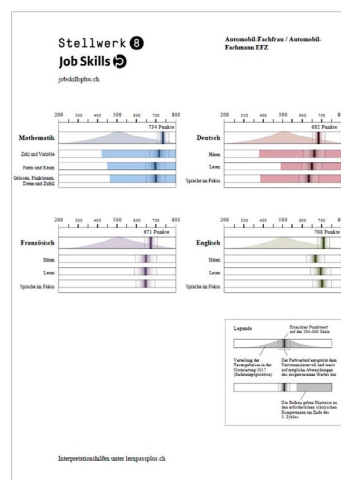 Stellwerk 8
Job Skills
jobskillsplus.ch
Automobil-Fachfrau / Automobil-
Fachmann EFZ
200 300 400 500 600 700 800
734 Punkte
Mathematik
Zahl und Variable
Form und Raum
Grössen, Funktionen,
Daten und Zufall
200 300 400 500 600 700 800
682 Punkte
Deutsch
Hören
Lesen
Sprache im Fokus
200 300 400 500 600 700 800
671 Punkte
Französisch
Hören
Lesen
Sprache im Fokus
200 300 400 500 600 700 800
Punkte
Englisch
Hören
Lesen
Sprache im Fokus
Legende
Erreichter Punktwert
auf der 200-800 Skala
Verteilung der
Testergebnisse in der
Normierung 2017
(Referenzpopulation)
Der Farbverlauf entspricht dem
Vertrauensintervall und weist
auf mögliche Abweichungen
des ausgewiesenen Wertes hin.
Die Balken geben Hinweise zu
den erforderlichen schulischen
Kompetenzen am Ende des
3. Zyklus.
Interpretationshilfen unter lernpassplus.ch